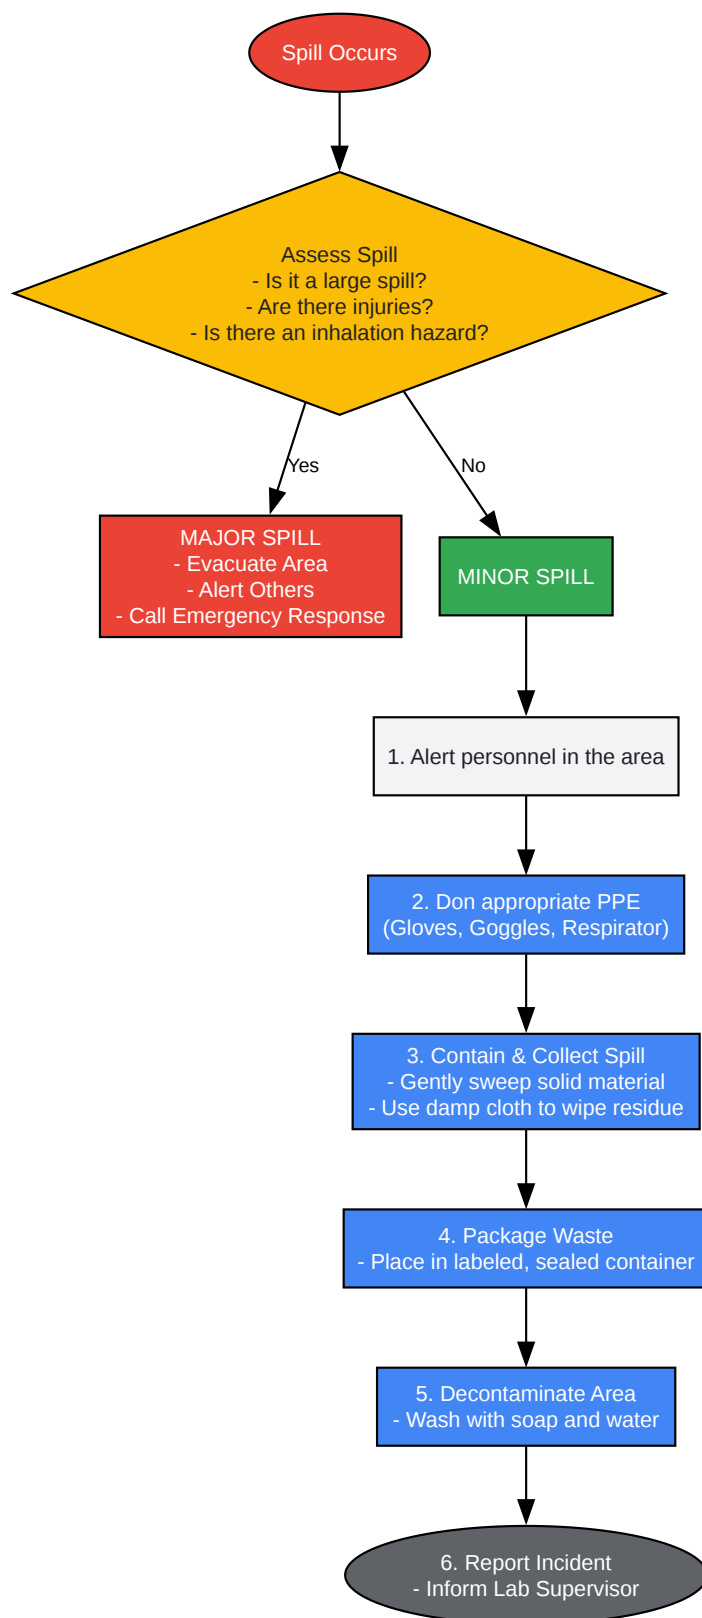 Spill Occurs
Assess Spill
- Is it a large spill?
- Are there injuries?
- Is there an inhalation hazard?
Yes
No
MAJOR SPILL
- Evacuate Area
- Alert Others
- Call Emergency Response
MINOR SPILL
1. Alert personnel in the area
2. Don appropriate PPE
(Gloves, Goggles, Respirator)
3. Contain & Collect Spill
- Gently sweep solid material
- Use damp cloth to wipe residue
4. Package Waste
- Place in labeled, sealed container
5. Decontaminate Area
- Wash with soap and water
6. Report Incident
- Inform Lab Supervisor